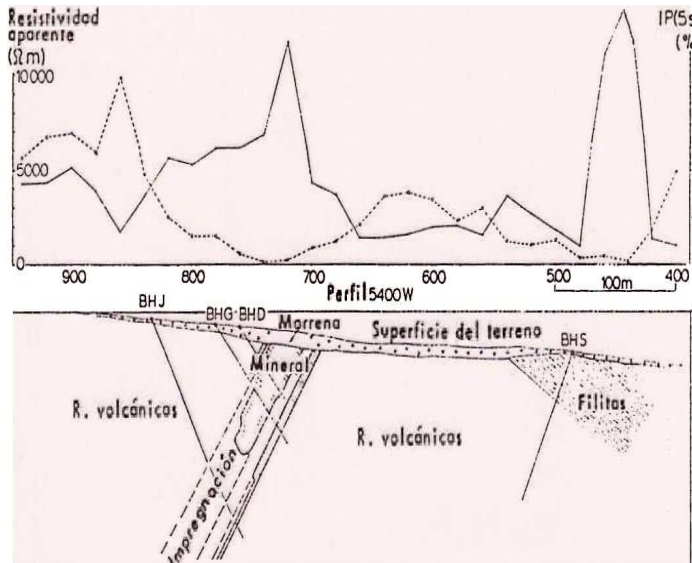 Resistividad
aparente
(Ωm)
IP(5s
(%
10000
5000
0
900 800 700 600 500 400
100m
Perfil 5400W
BHJ
BHG-BHD
Morrena
Superficie del terreno
BHS
Mineral
R. volcánicos
R. volcánicos
Filitas
Impregnación